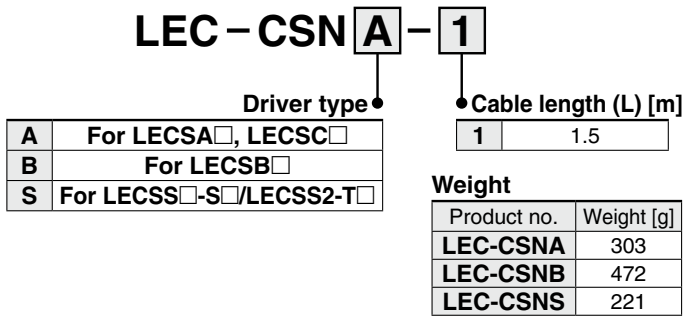 LEC－CSN A－1
Driver type
A For LECSA□, LECSC□
B For LECSB□
S For LECSS□-S□/LECSS2-T□
Cable length (L) [m]
1 1.5
Weight
Product no. Weight [g]
LEC-CSNA 303
LEC-CSNB 472
LEC-CSNS 221